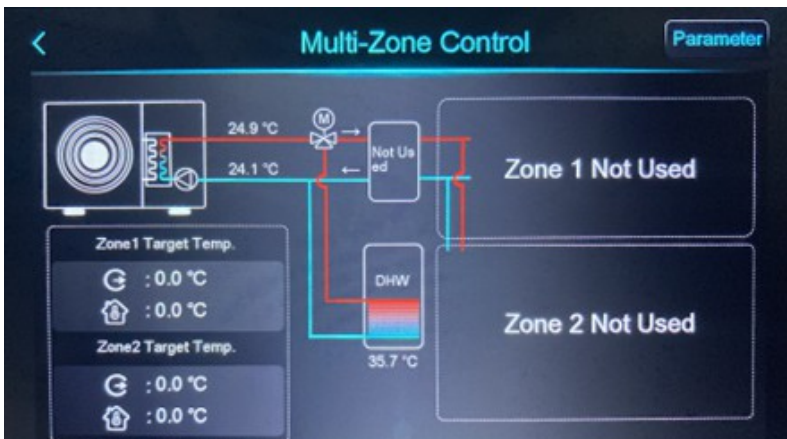 Multi-Zone Control
Parameter
24.9 °C
M
24.1 °C
Not Us
ed
Zone 1 Not Used
Zone1 Target Temp.
: 0.0 °C
: 0.0 °C
DHW
35.7 °C
Zone 2 Not Used
Zone2 Target Temp.
: 0.0 °C
: 0.0 °C